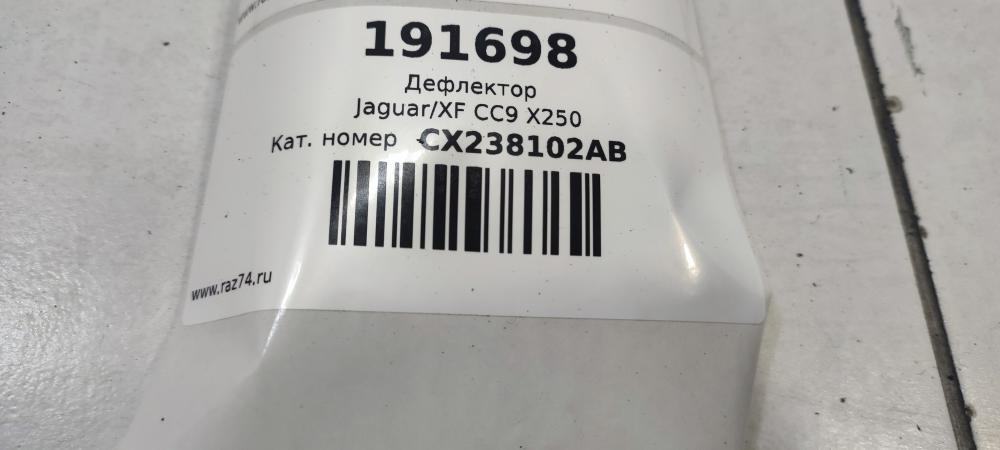 191698
Дефлектор
Jaguar/XF CC9 X250
Кат. номер CX238102AB
www.raz74.ru